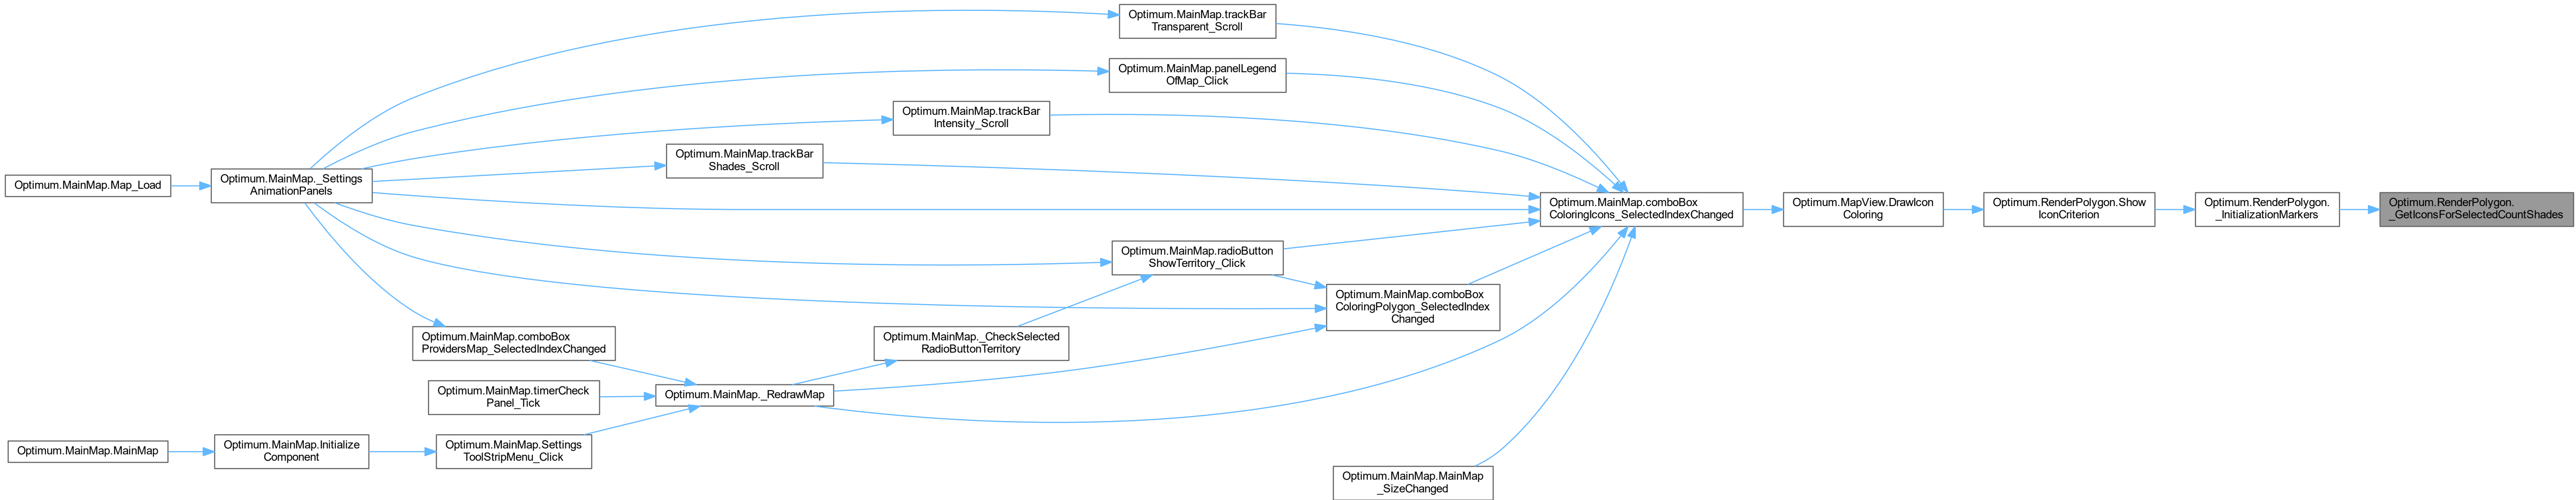 Optimum.MainMap.trackBar
Transparent_Scroll
Optimum.MainMap.panelLegend
OfMap_Click
Optimum.MainMap.trackBar
Intensity_Scroll
Optimum.MainMap.trackBar
Shades_Scroll
Optimum.MainMap.Map_Load
Optimum.MainMap._Settings
AnimationPanels
Optimum.MainMap.comboBox
ColoringIcons_SelectedIndexChanged
Optimum.MapView.DrawIcon
Coloring
Optimum.RenderPolygon.Show
IconCriterion
Optimum.RenderPolygon.
_InitializationMarkers
Optimum.RenderPolygon.
_GetIconsForSelectedCountShades
Optimum.MainMap.radioButton
ShowTerritory_Click
Optimum.MainMap.comboBox
ColoringPolygon_SelectedIndex
Changed
Optimum.MainMap.comboBox
ProvidersMap_SelectedIndexChanged
Optimum.MainMap._CheckSelected
RadioButtonTerritory
Optimum.MainMap.timerCheck
Panel_Tick
Optimum.MainMap._RedrawMap
Optimum.MainMap.MainMap
Optimum.MainMap.Initialize
Component
Optimum.MainMap.Settings
ToolStripMenu_Click
Optimum.MainMap.MainMap
_SizeChanged